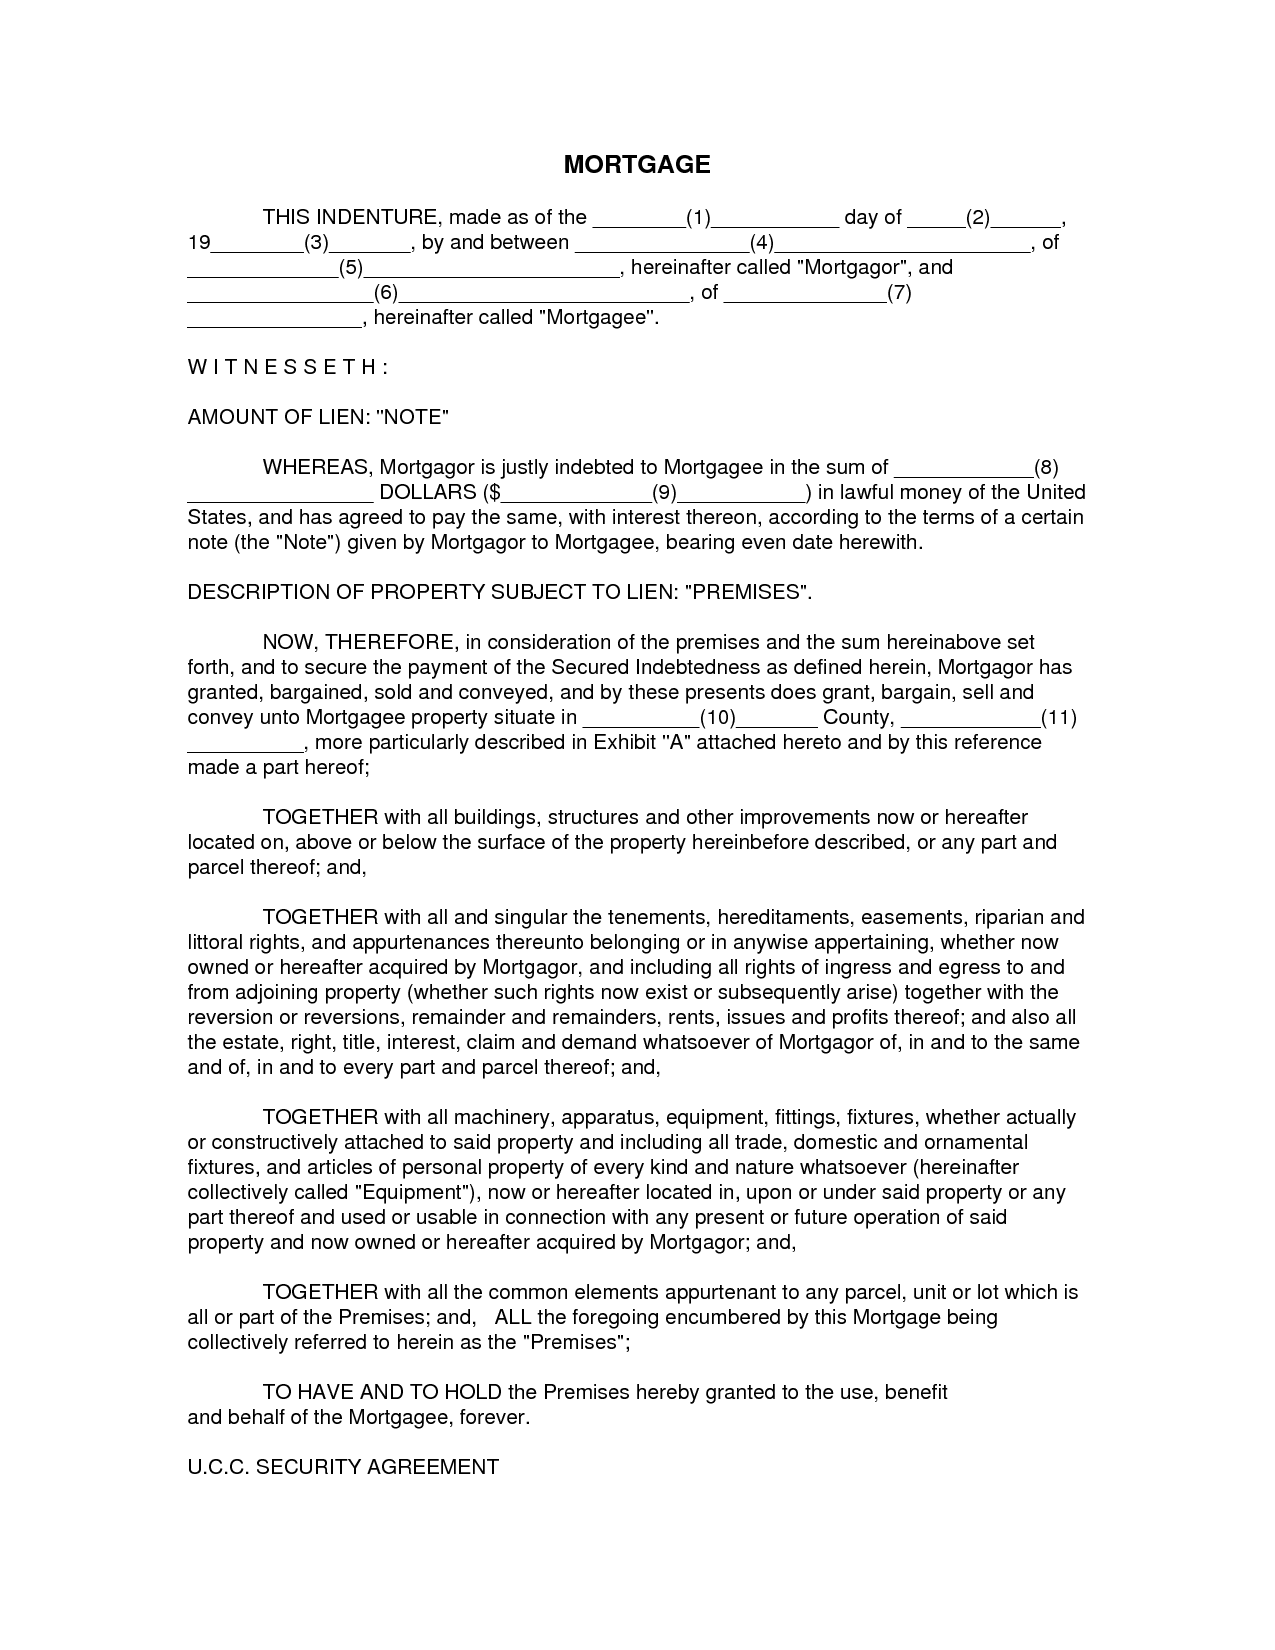 MORTGAGE
THIS INDENTURE, made as of the ________(1)___________ day of _____(2)______,
19________(3)_______, by and between _______________(4)______________________, of
_____________(5)______________________, hereinafter called "Mortgagor", and
________________(6)_________________________, of ______________(7)
_______________, hereinafter called "Mortgagee".
W I T N E S S E T H :
AMOUNT OF LIEN: "NOTE"
WHEREAS, Mortgagor is justly indebted to Mortgagee in the sum of ____________(8)
________________ DOLLARS ($_____________(9)___________) in lawful money of the United
States, and has agreed to pay the same, with interest thereon, according to the terms of a certain
note (the "Note") given by Mortgagor to Mortgagee, bearing even date herewith.
DESCRIPTION OF PROPERTY SUBJECT TO LIEN: "PREMISES".
NOW, THEREFORE, in consideration of the premises and the sum hereinabove set
forth, and to secure the payment of the Secured Indebtedness as defined herein, Mortgagor has
granted, bargained, sold and conveyed, and by these presents does grant, bargain, sell and
convey unto Mortgagee property situate in __________(10)_______ County, ____________(11)
__________, more particularly described in Exhibit "A" attached hereto and by this reference
made a part hereof;
TOGETHER with all buildings, structures and other improvements now or hereafter
located on, above or below the surface of the property hereinbefore described, or any part and
parcel thereof; and,
TOGETHER with all and singular the tenements, hereditaments, easements, riparian and
littoral rights, and appurtenances thereunto belonging or in anywise appertaining, whether now
owned or hereafter acquired by Mortgagor, and including all rights of ingress and egress to and
from adjoining property (whether such rights now exist or subsequently arise) together with the
reversion or reversions, remainder and remainders, rents, issues and profits thereof; and also all
the estate, right, title, interest, claim and demand whatsoever of Mortgagor of, in and to the same
and of, in and to every part and parcel thereof; and,
TOGETHER with all machinery, apparatus, equipment, fittings, fixtures, whether actually
or constructively attached to said property and including all trade, domestic and ornamental
fixtures, and articles of personal property of every kind and nature whatsoever (hereinafter
collectively called "Equipment"), now or hereafter located in, upon or under said property or any
part thereof and used or usable in connection with any present or future operation of said
property and now owned or hereafter acquired by Mortgagor; and,
TOGETHER with all the common elements appurtenant to any parcel, unit or lot which is
all or part of the Premises; and, ALL the foregoing encumbered by this Mortgage being
collectively referred to herein as the "Premises";
TO HAVE AND TO HOLD the Premises hereby granted to the use, benefit
and behalf of the Mortgagee, forever.
U.C.C. SECURITY AGREEMENT